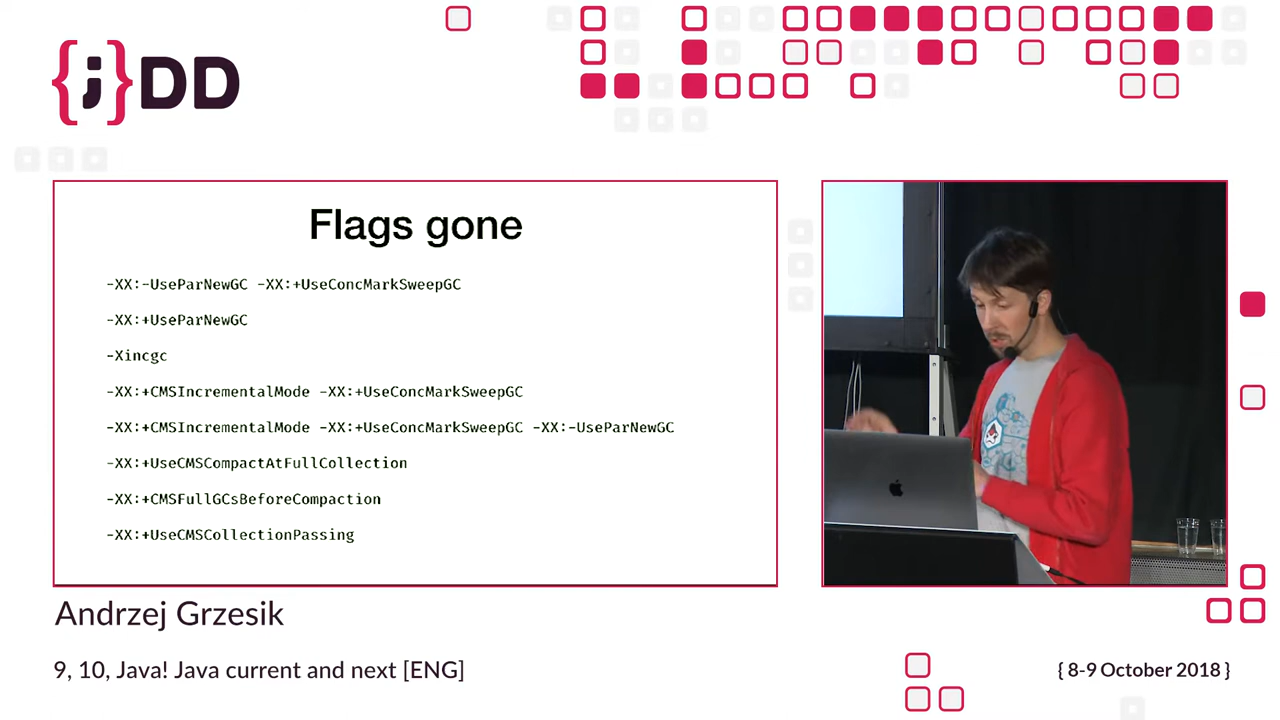 {j}DD
Flags gone
-XX:-UseParNewGC -XX:+UseConcMarkSweepGC
-XX:+UseParNewGC
-Xincgc
-XX:+CMSIncrementalMode -XX:+UseConcMarkSweepGC
-XX:+CMSIncrementalMode -XX:+UseConcMarkSweepGC -XX:-UseParNewGC
-XX:+UseCMSCompactAtFullCollection
-XX:+CMSFullGCsBeforeCompaction
-XX:+UseCMSCollectionPassing
Andrzej Grzesik
9, 10, Java! Java current and next [ENG]
{ 8-9 October 2018 }